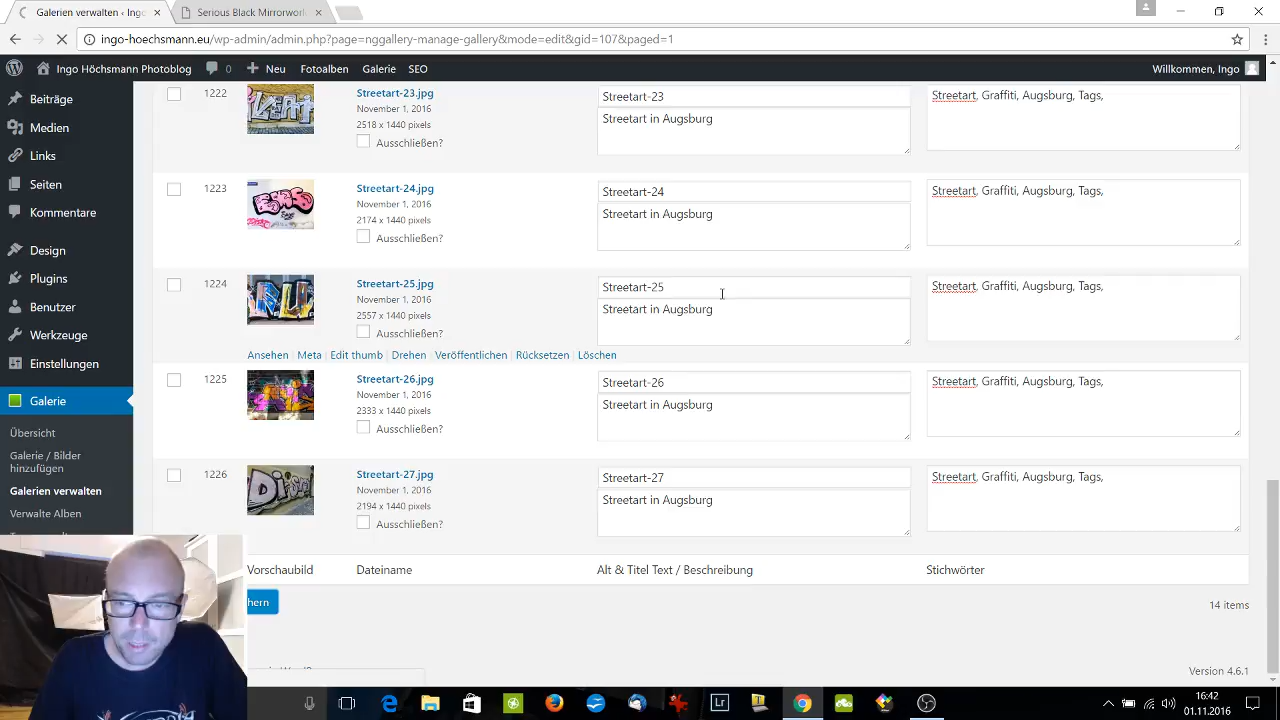 Galerien verwalten ‹ Ingo
Serious Black Mirrorworl
ingo-hoechsmann.eu/wp-admin/admin.php?page=nggallery-manage-gallery&mode=edit&gid=107&paged=1
Ingo Höchsmann Photoblog 0 Neu Fotoalben Galerie SEO Willkommen, Ingo
Beiträge
Medien
Links
Seiten
Kommentare
Design
Plugins
Benutzer
Werkzeuge
Einstellungen
Galerie
Übersicht
Galerie / Bilder
hinzufügen
Galerien verwalten
Verwalte Alben
1222 Streetart-23.jpg Streetart-23 Streetart, Graffiti, Augsburg, Tags,
November 1, 2016 Streetart in Augsburg
2518 x 1440 pixels
Ausschließen?
1223 Streetart-24.jpg Streetart-24 Streetart, Graffiti, Augsburg, Tags,
November 1, 2016 Streetart in Augsburg
2174 x 1440 pixels
Ausschließen?
1224 Streetart-25.jpg Streetart-25 Streetart, Graffiti, Augsburg, Tags,
November 1, 2016 Streetart in Augsburg
2557 x 1440 pixels
Ausschließen?
Ansehen | Meta | Edit thumb | Drehen | Veröffentlichen | Rücksetzen | Löschen
1225 Streetart-26.jpg Streetart-26 Streetart, Graffiti, Augsburg, Tags,
November 1, 2016 Streetart in Augsburg
2333 x 1440 pixels
Ausschließen?
1226 Streetart-27.jpg Streetart-27 Streetart, Graffiti, Augsburg, Tags,
November 1, 2016 Streetart in Augsburg
2194 x 1440 pixels
Ausschließen?
Vorschaubild Dateiname Alt & Titel Text / Beschreibung Stichwörter
hern
14 items
Version 4.6.1
Lr
16:42
01.11.2016